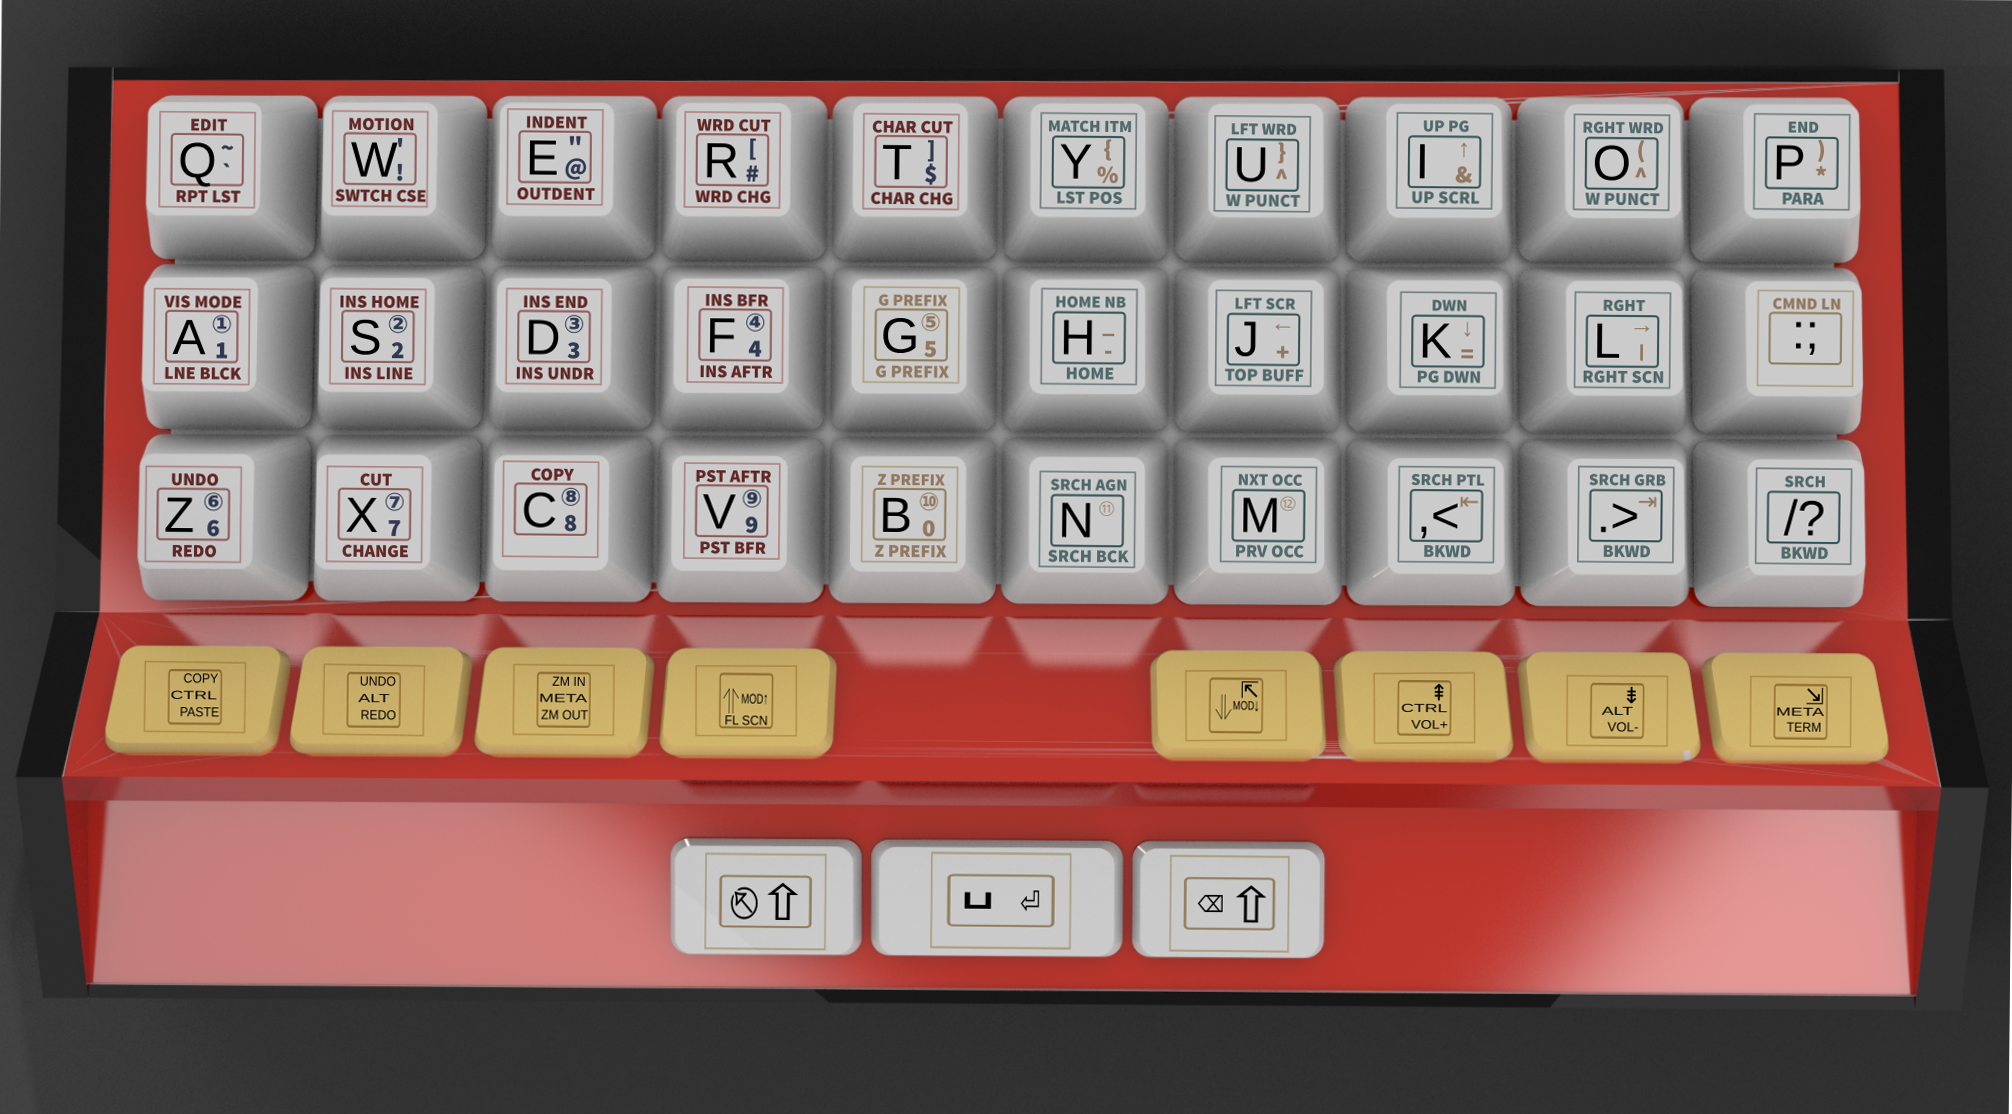 EDIT
Q ~ `
RPT LST
MOTION
W ' !
SWTCH CSE
INDENT
E " @
OUTDENT
WRD CUT
R [ #
WRD CHG
CHAR CUT
T ] $
CHAR CHG
MATCH ITM
Y { %
LST POS
LFT WRD
U } ^
W PUNCT
UP PG
I ↑ &
UP SCRL
RGHT WRD
O ( ^
W PUNCT
END
P ) *
PARA
VIS MODE
A ① 1
LNE BLCK
INS HOME
S ② 2
INS LINE
INS END
D ③ 3
INS UNDR
INS BFR
F ④ 4
INS AFTR
G PREFIX
G ⑤ 5
G PREFIX
HOME NB
H – -
HOME
LFT SCR
J ← +
TOP BUFF
DWN
K ↓ =
PG DWN
RGHT
L → |
RGHT SCN
CMND LN
:;
UNDO
Z ⑥ 6
REDO
CUT
X ⑦ 7
CHANGE
COPY
C ⑧ 8
PST AFTR
V ⑨ 9
PST BFR
Z PREFIX
B ⑩ 0
Z PREFIX
SRCH AGN
N ⑪
SRCH BCK
NXT OCC
M ⑫
PRV OCC
SRCH PTL
,< ⇤
BKWD
SRCH GRB
.> ⇥
BKWD
SRCH
/?
BKWD
COPY
CTRL
PASTE
UNDO
ALT
REDO
ZM IN
META
ZM OUT
⇈ MOD↑
FL SCN
⇱
⇊ MOD↓
⇞
CTRL
VOL+
⇟
ALT
VOL-
⇲
META
TERM
⎋ ⇧
␣ ⏎
⌫ ⇧